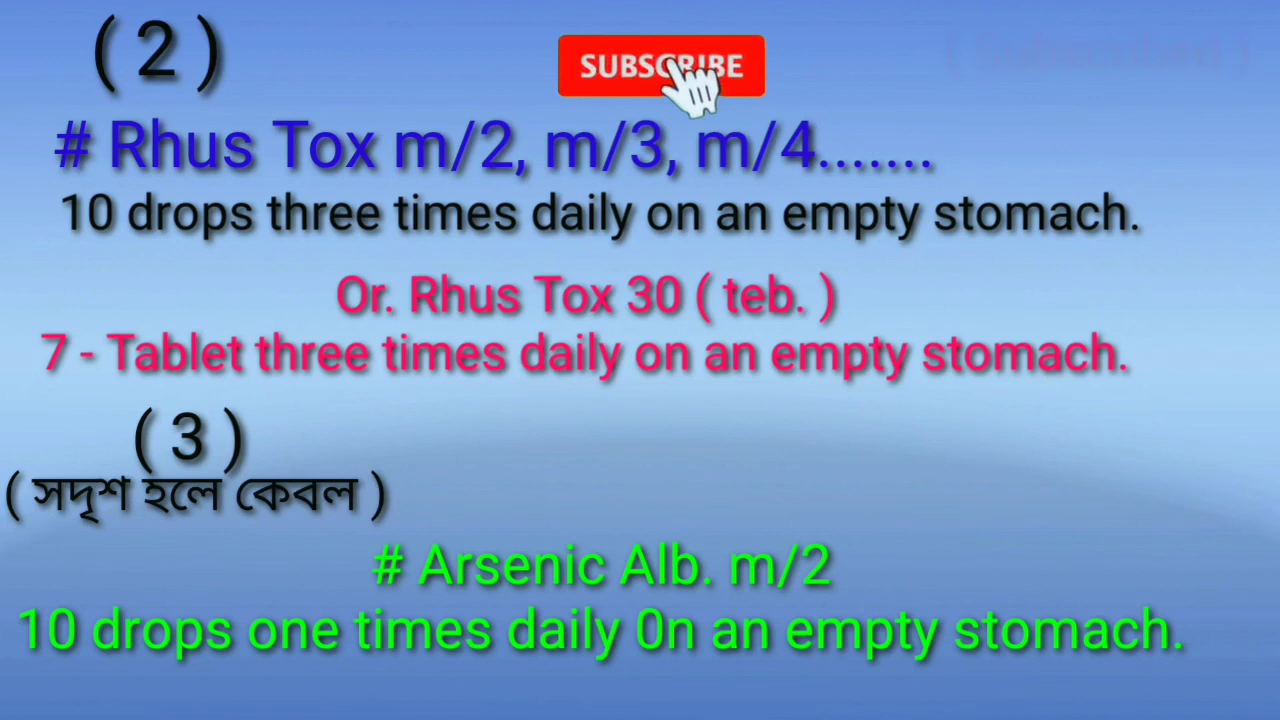 ( 2 )
SUBSCRIBE
# Rhus Tox m/2, m/3, m/4.......
10 drops three times daily on an empty stomach.
Or. Rhus Tox 30 ( teb. )
7 - Tablet three times daily on an empty stomach.
( 3 )
( সদৃশ হলে কেবল )
# Arsenic Alb. m/2
10 drops one times daily 0n an empty stomach.